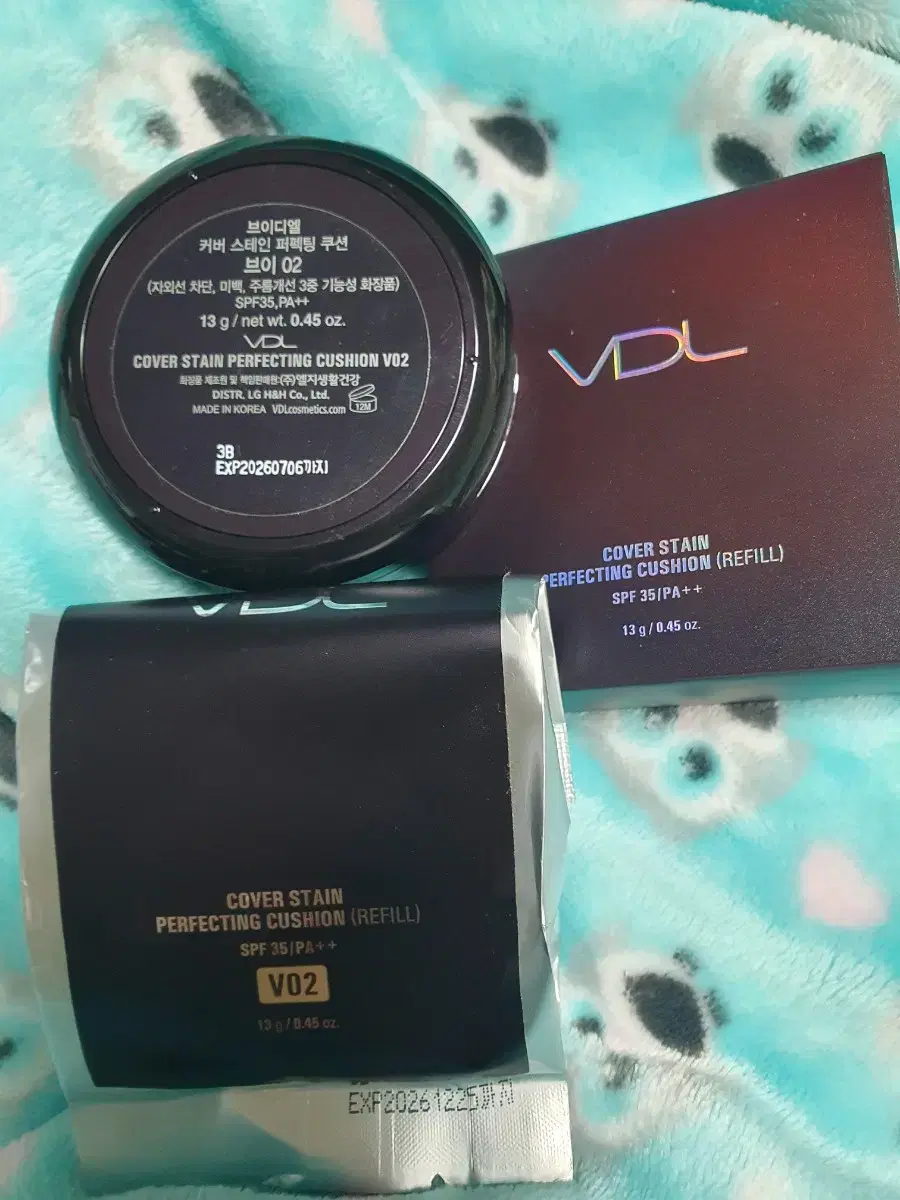 브이디엘
커버 스테인 퍼펙팅 쿠션
브이 02
(자외선 차단, 미백, 주름개선 3중 기능성 화장품)
SPF35,PA++
13 g / net wt. 0.45 oz.
VDL
COVER STAIN PERFECTING CUSHION V02
화장품 제조원 및 책임판매원:(주)엘지생활건강
DISTR. LG H&H Co., Ltd.
MADE IN KOREA VDLcosmetics.com
12M
3B
EXP20260706까지
VDL
COVER STAIN
PERFECTING CUSHION (REFILL)
SPF 35/PA++
13 g / 0.45 oz.
VDL
COVER STAIN
PERFECTING CUSHION (REFILL)
SPF 35/PA++
V02
13 g / 0.45 oz.
EXP20261225까지